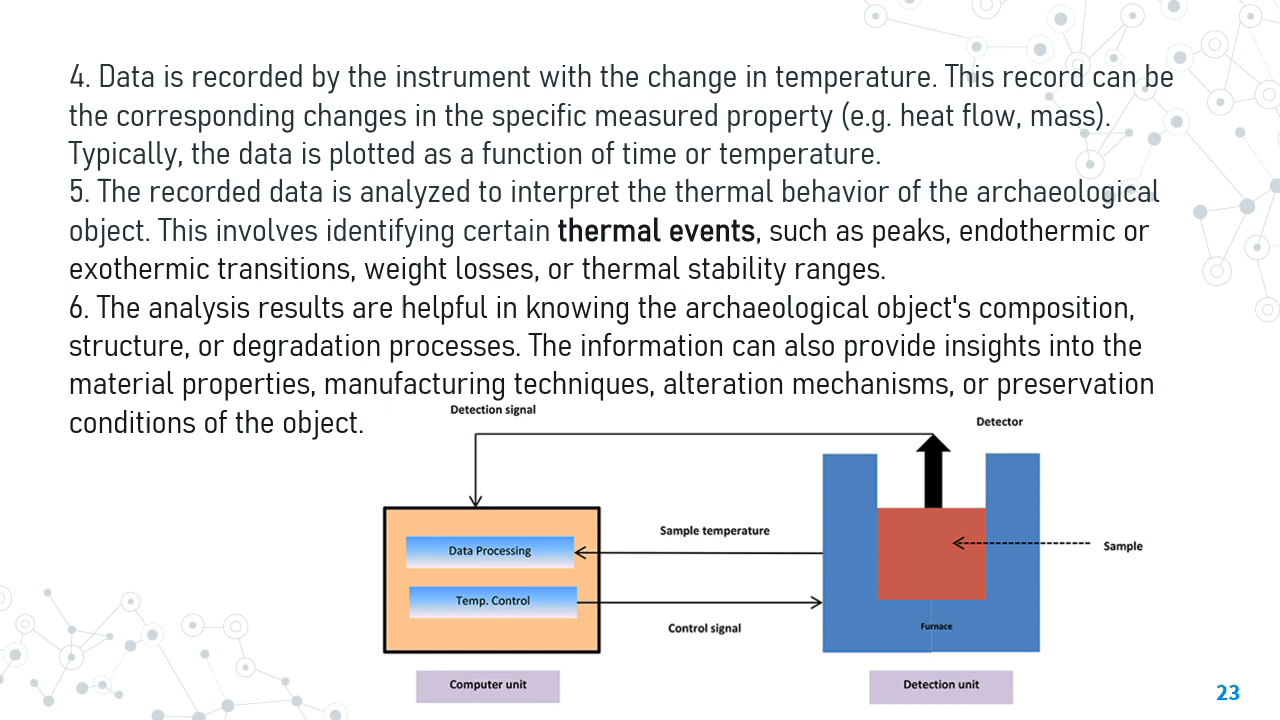 4. Data is recorded by the instrument with the change in temperature. This record can be
the corresponding changes in the specific measured property (e.g. heat flow, mass).
Typically, the data is plotted as a function of time or temperature.
5. The recorded data is analyzed to interpret the thermal behavior of the archaeological
object. This involves identifying certain thermal events, such as peaks, endothermic or
exothermic transitions, weight losses, or thermal stability ranges.
6. The analysis results are helpful in knowing the archaeological object's composition,
structure, or degradation processes. The information can also provide insights into the
material properties, manufacturing techniques, alteration mechanisms, or preservation
conditions of the object.
Detection signal
Detector
Sample temperature
Data Processing
Sample
Temp. Control
Control signal
Furnace
Computer unit
Detection unit
23